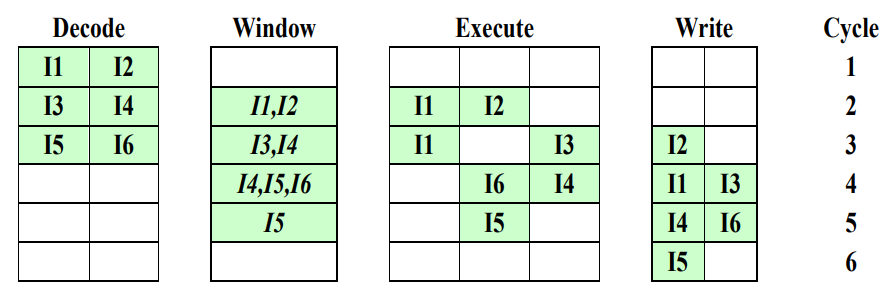 Decode Window Execute Write Cycle
I1 I2 1
I3 I4 I1,I2 I1 I2 2
I5 I6 I3,I4 I1 I3 I2 3
I4,I5,I6 I6 I4 I1 I3 4
I5 I5 I4 I6 5
I5 6